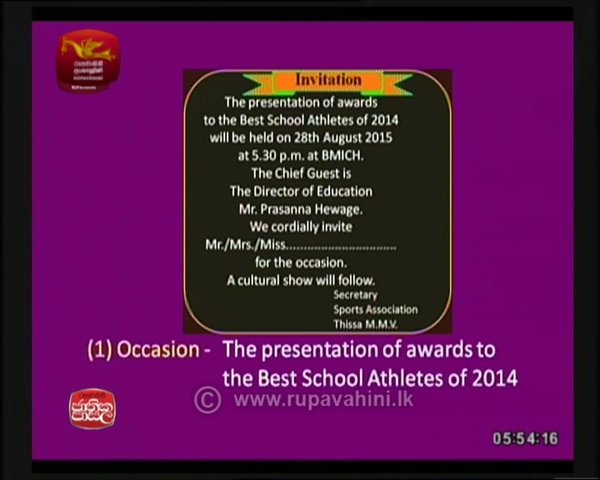 Invitation
The presentation of awards
to the Best School Athletes of 2014
will be held on 28th August 2015
at 5.30 p.m. at BMICH.
The Chief Guest is
The Director of Education
Mr. Prasanna Hewage.
We cordially invite
Mr./Mrs./Miss..................................
for the occasion.
A cultural show will follow.
Secretary
Sports Association
Thissa M.M.V.
(1) Occasion - The presentation of awards to
the Best School Athletes of 2014
© www.rupavahini.lk
05:54:16